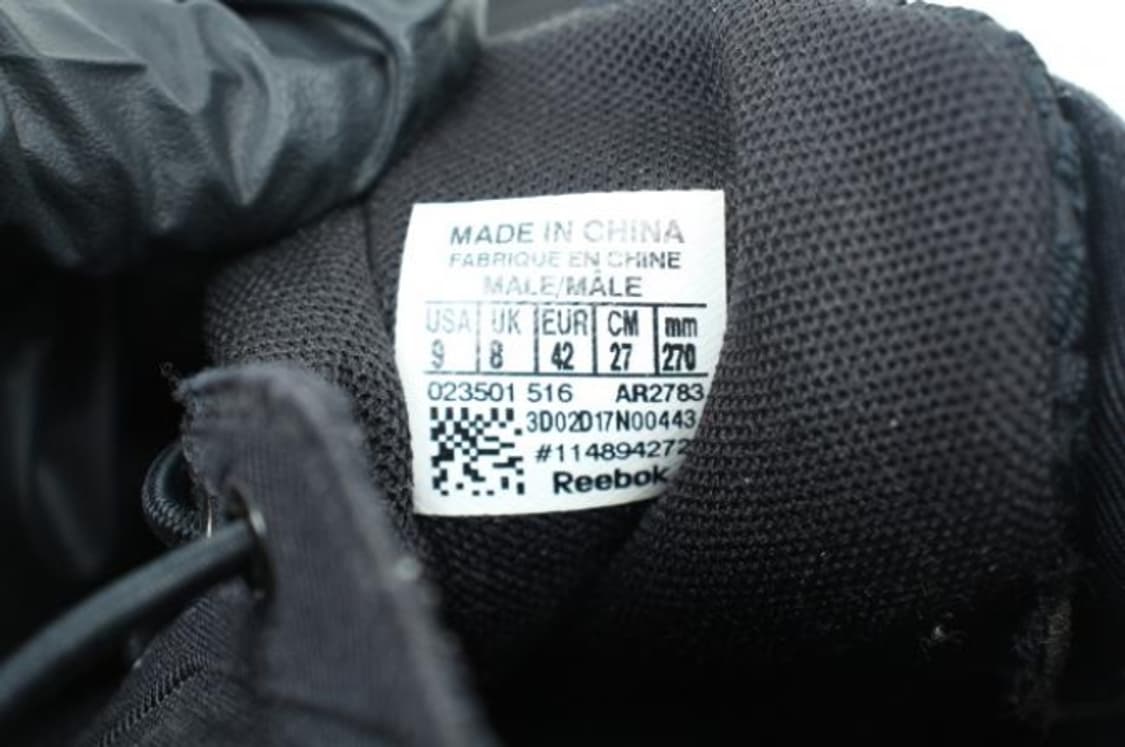 MADE IN CHINA
FABRIQUE EN CHINE
MALE/MÂLE
USA UK EUR CM mm
9 8 42 27 270
023501 516 AR2783
3D02D17N00443
#114894272
Reebok